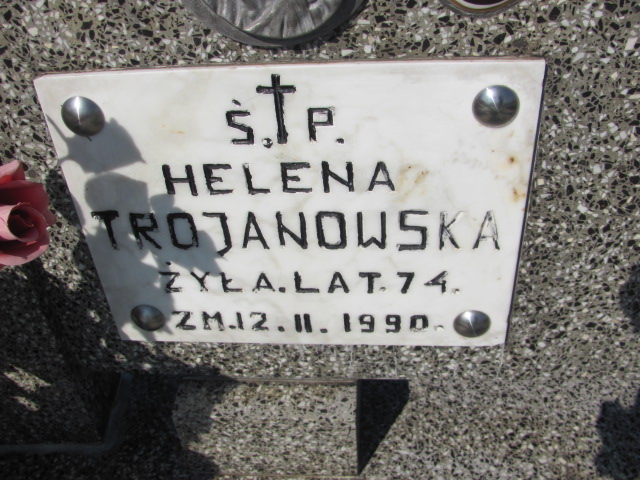 Ś.†P.
HELENA
TROJANOWSKA
ŻYŁA.LAT.74.
ZM.12.11.1990.